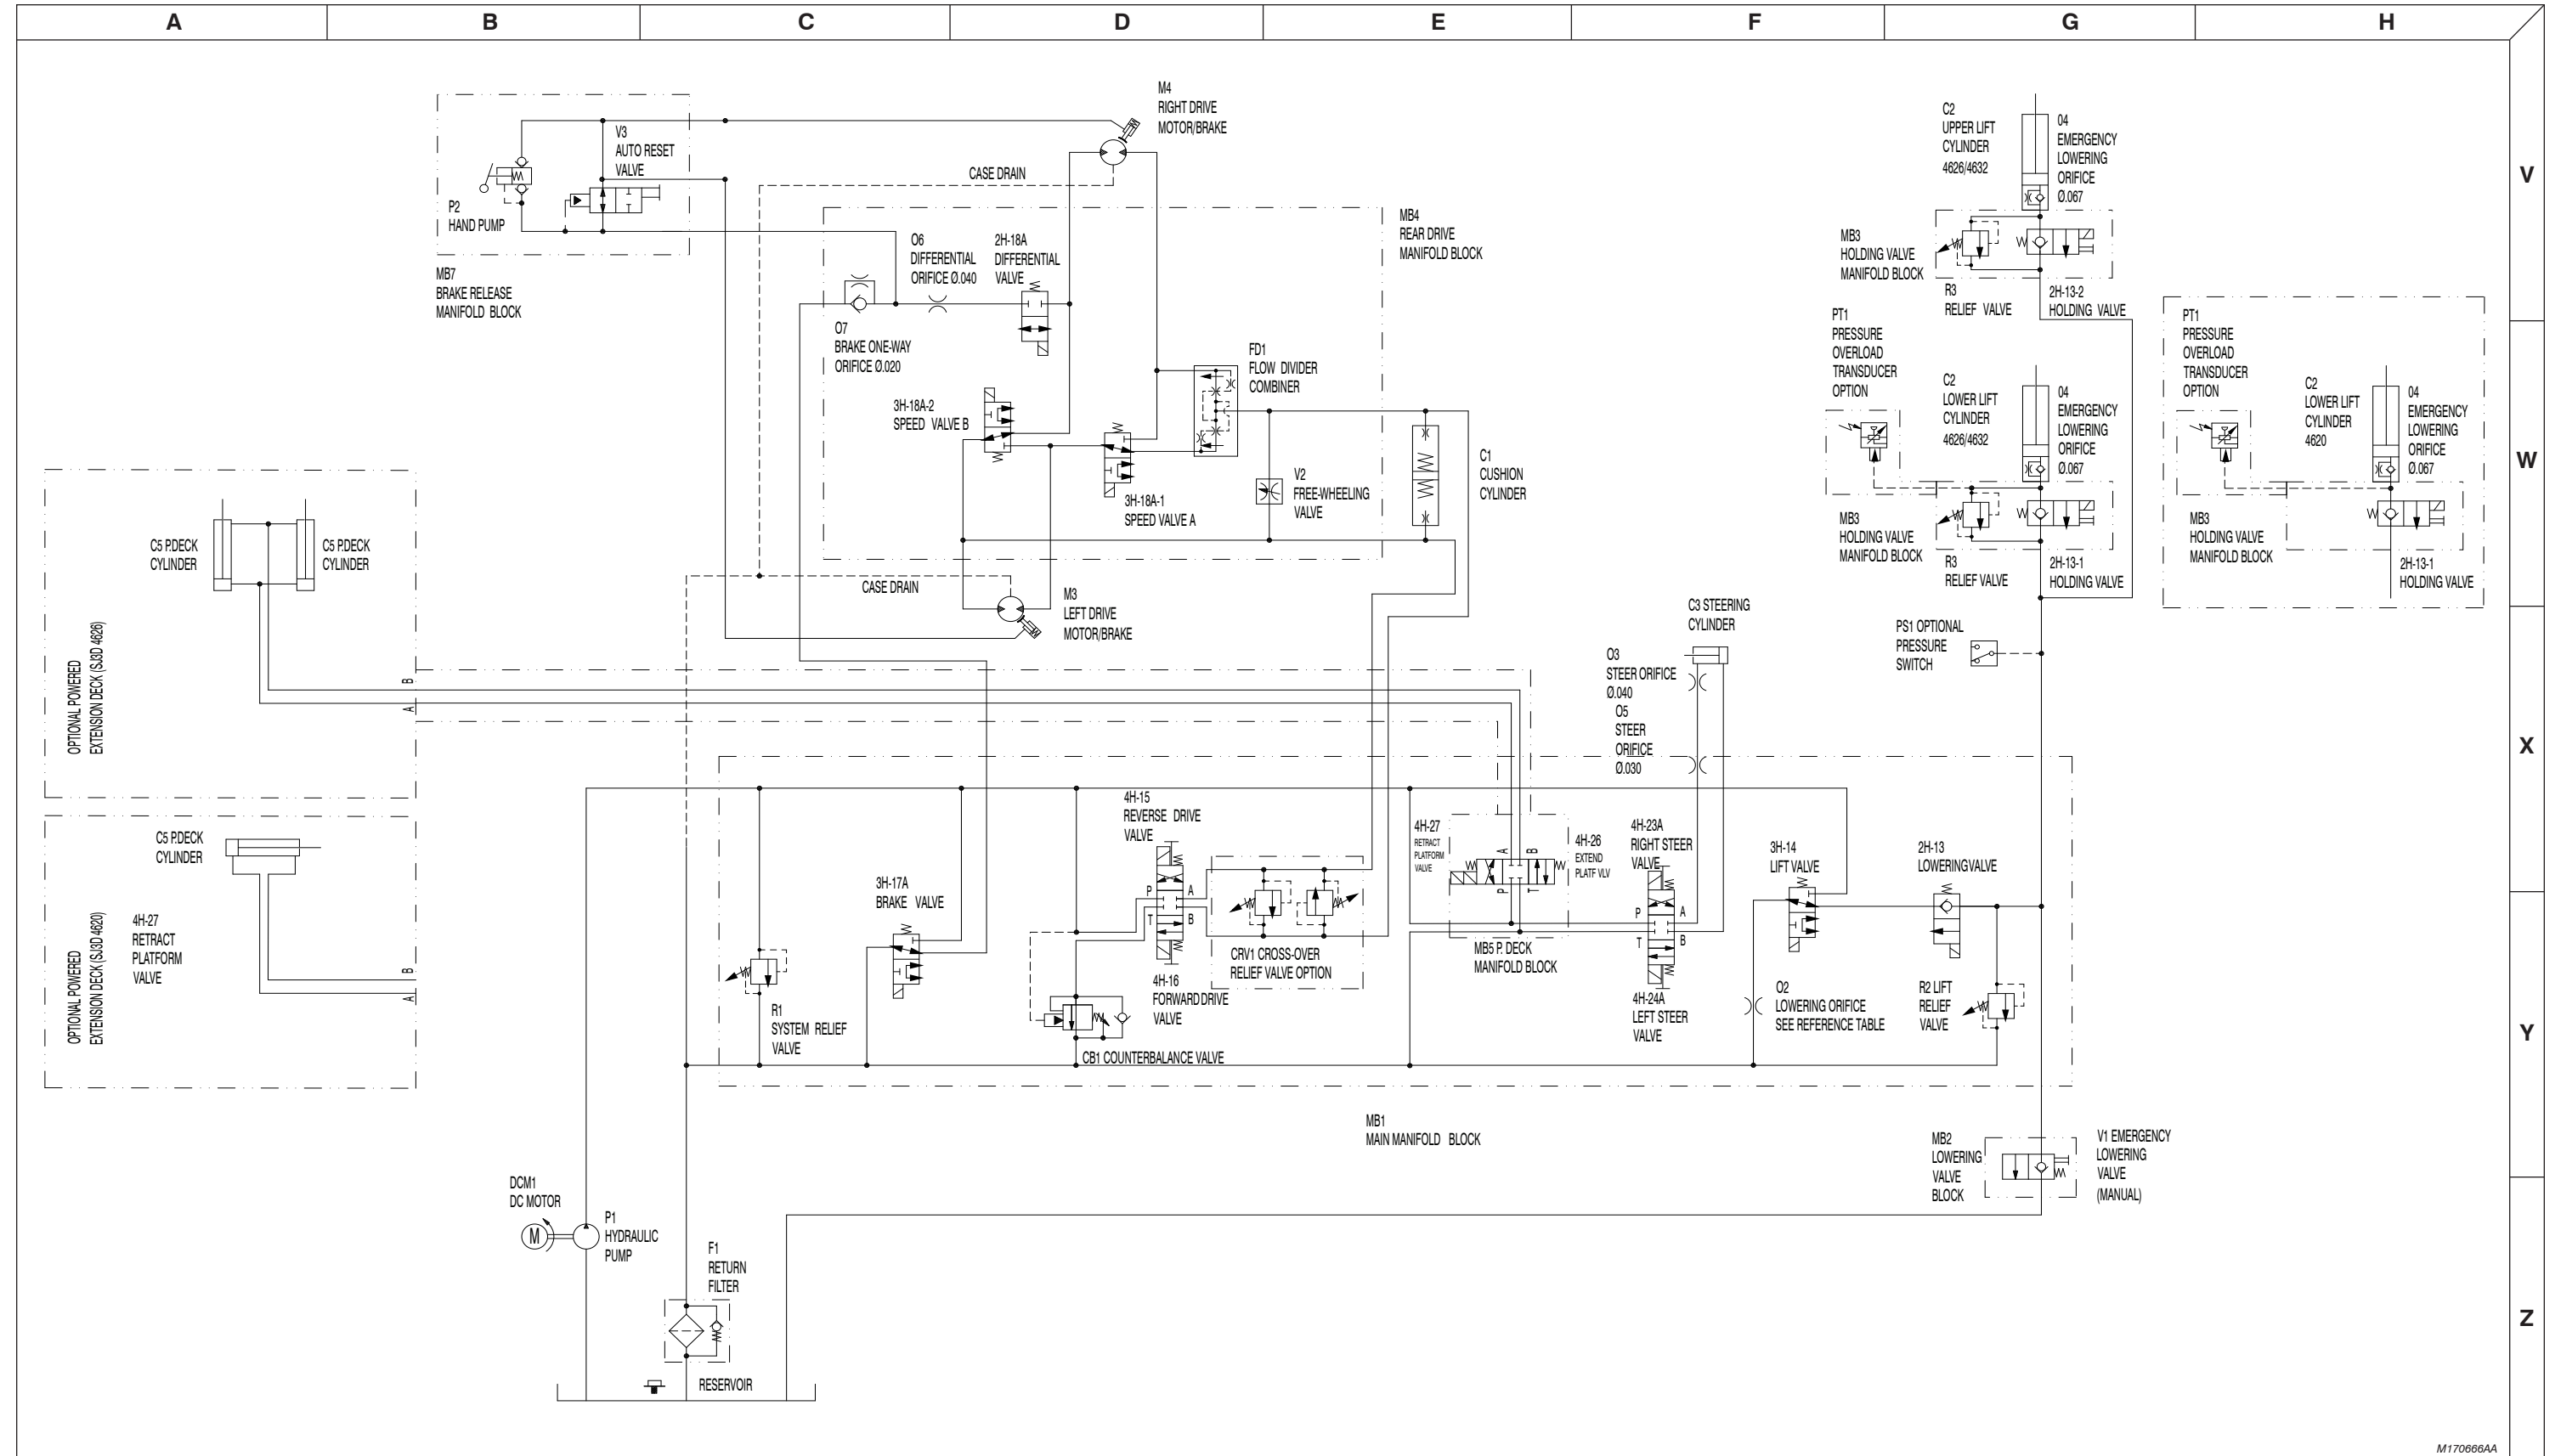 A B C D E F G H
V
W
X
Y
Z
M4
RIGHT DRIVE
MOTOR/BRAKE
V3
AUTO RESET
VALVE
P2
HAND PUMP
MB7
BRAKE RELEASE
MANIFOLD BLOCK
CASE DRAIN
MB4
REAR DRIVE
MANIFOLD BLOCK
O6
DIFFERENTIAL
ORIFICE Ø.040
2H-18A
DIFFERENTIAL
VALVE
O7
BRAKE ONE-WAY
ORIFICE Ø.020
FD1
FLOW DIVIDER
COMBINER
3H-18A-2
SPEED VALVE B
3H-18A-1
SPEED VALVE A
V2
FREE-WHEELING
VALVE
C1
CUSHION
CYLINDER
CASE DRAIN
M3
LEFT DRIVE
MOTOR/BRAKE
C2
UPPER LIFT
CYLINDER
4626/4632
04
EMERGENCY
LOWERING
ORIFICE
Ø.067
MB3
HOLDING VALVE
MANIFOLD BLOCK
R3
RELIEF VALVE
2H-13-2
HOLDING VALVE
PT1
PRESSURE
OVERLOAD
TRANSDUCER
OPTION
C2
LOWER LIFT
CYLINDER
4626/4632
04
EMERGENCY
LOWERING
ORIFICE
Ø.067
MB3
HOLDING VALVE
MANIFOLD BLOCK
R3
RELIEF VALVE
2H-13-1
HOLDING VALVE
PT1
PRESSURE
OVERLOAD
TRANSDUCER
OPTION
C2
LOWER LIFT
CYLINDER
4620
04
EMERGENCY
LOWERING
ORIFICE
Ø.067
MB3
HOLDING VALVE
MANIFOLD BLOCK
2H-13-1
HOLDING VALVE
C5 P.DECK
CYLINDER
C5 P.DECK
CYLINDER
OPTIONAL POWERED
EXTENSION DECK (SJ3D 4626)
B
A
C5 P.DECK
CYLINDER
4H-27
RETRACT
PLATFORM
VALVE
OPTIONAL POWERED
EXTENSION DECK (SJ3D 4620)
B
A
C3 STEERING
CYLINDER
O3
STEER ORIFICE
Ø.040
O5
STEER
ORIFICE
Ø.030
PS1 OPTIONAL
PRESSURE
SWITCH
4H-15
REVERSE DRIVE
VALVE
P
A
T
B
4H-16
FORWARD DRIVE
VALVE
3H-17A
BRAKE VALVE
R1
SYSTEM RELIEF
VALVE
CB1 COUNTERBALANCE VALVE
CRV1 CROSS-OVER
RELIEF VALVE OPTION
4H-27
RETRACT
PLATFORM
VALVE
A
B
P
T
4H-26
EXTEND
PLATF VLV
MB5 P. DECK
MANIFOLD BLOCK
4H-23A
RIGHT STEER
VALVE
P
A
T
B
4H-24A
LEFT STEER
VALVE
3H-14
LIFT VALVE
2H-13
LOWERING VALVE
O2
LOWERING ORIFICE
SEE REFERENCE TABLE
R2 LIFT
RELIEF
VALVE
MB1
MAIN MANIFOLD BLOCK
MB2
LOWERING
VALVE
BLOCK
V1 EMERGENCY
LOWERING
VALVE
(MANUAL)
DCM1
DC MOTOR
M
P1
HYDRAULIC
PUMP
F1
RETURN
FILTER
RESERVOIR
M170666AA